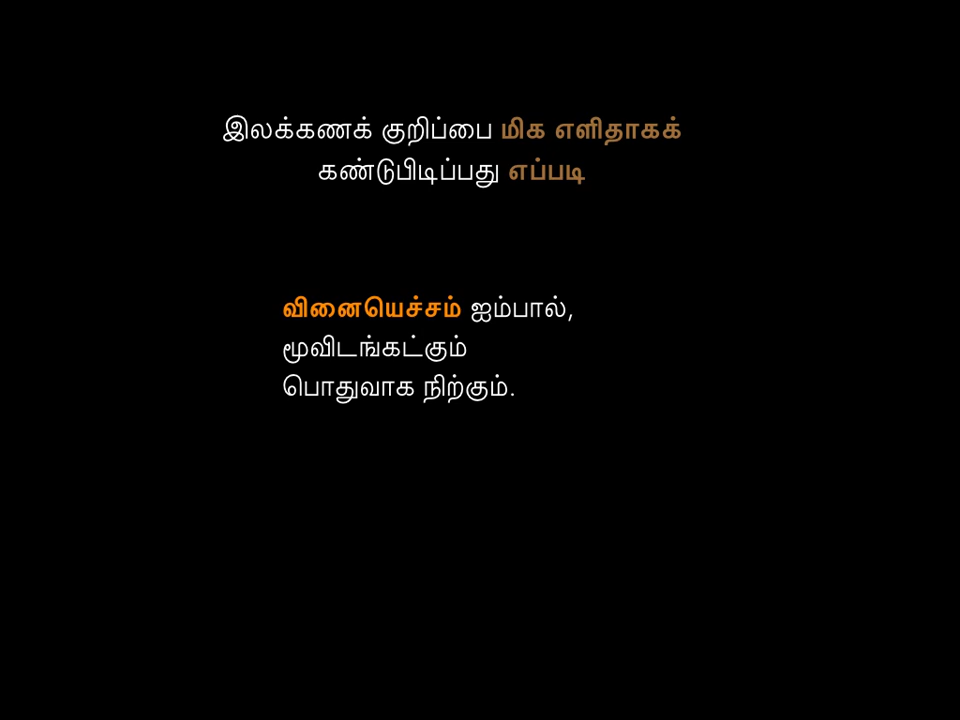 இலக்கணக் குறிப்பை மிக எளிதாகக்
கண்டுபிடிப்பது எப்படி
வினையெச்சம் ஐம்பால்,
மூவிடங்கட்கும்
பொதுவாக நிற்கும்.